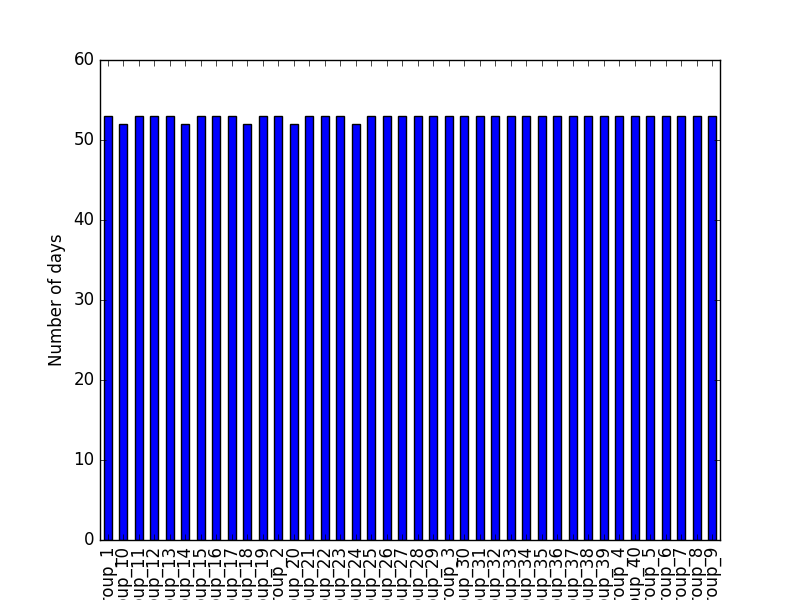 60
50
40
30
20
10
0
Number of days
roup_1
oup_10
oup_11
oup_12
oup_13
oup_14
oup_15
oup_16
oup_17
oup_18
oup_19
roup_2
oup_20
oup_21
oup_22
oup_23
oup_24
oup_25
oup_26
oup_27
oup_28
oup_29
roup_3
oup_30
oup_31
oup_32
oup_33
oup_34
oup_35
oup_36
oup_37
oup_38
oup_39
roup_4
oup_40
roup_5
roup_6
roup_7
roup_8
roup_9